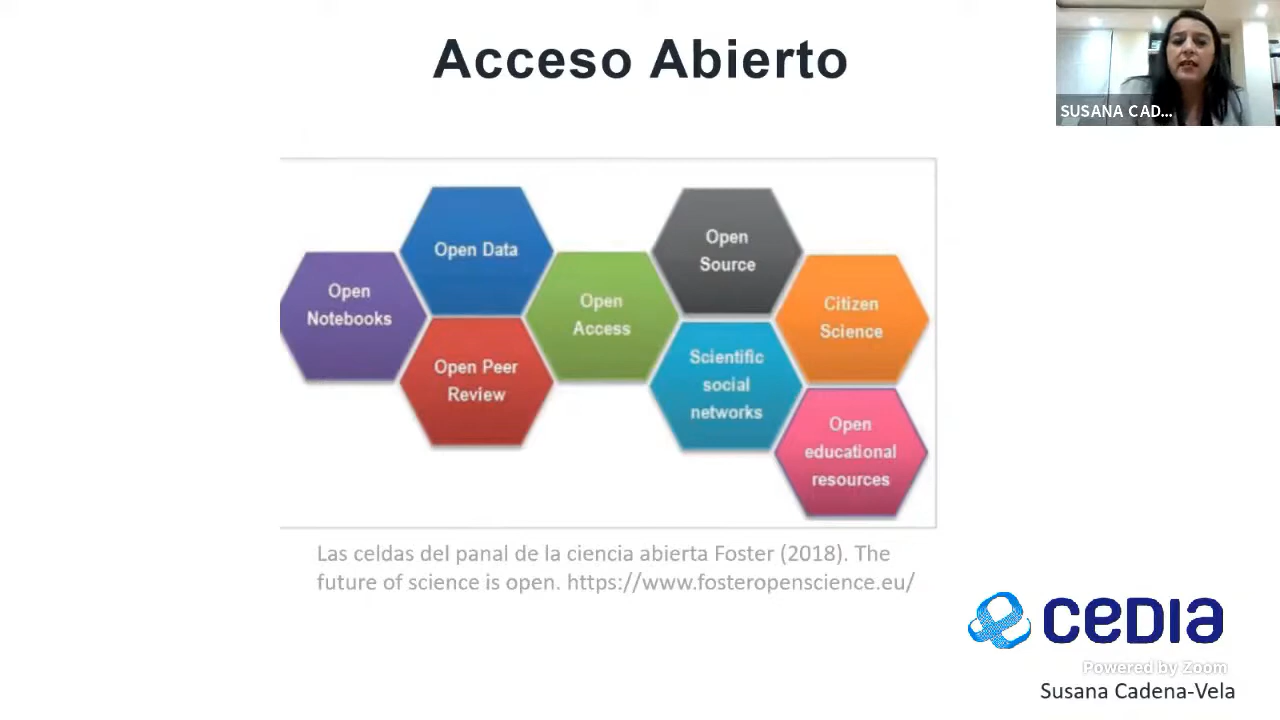 Acceso Abierto
SUSANA CAD...
Open Data
Open
Source
Open
Notebooks
Open
Access
Citizen
Science
Open Peer
Review
Scientific
social
networks
Open
educational
resources
Las celdas del panal de la ciencia abierta Foster (2018). The
future of science is open. https://www.fosteropenscience.eu/
CEDIA
Powered by Zoom
Susana Cadena-Vela